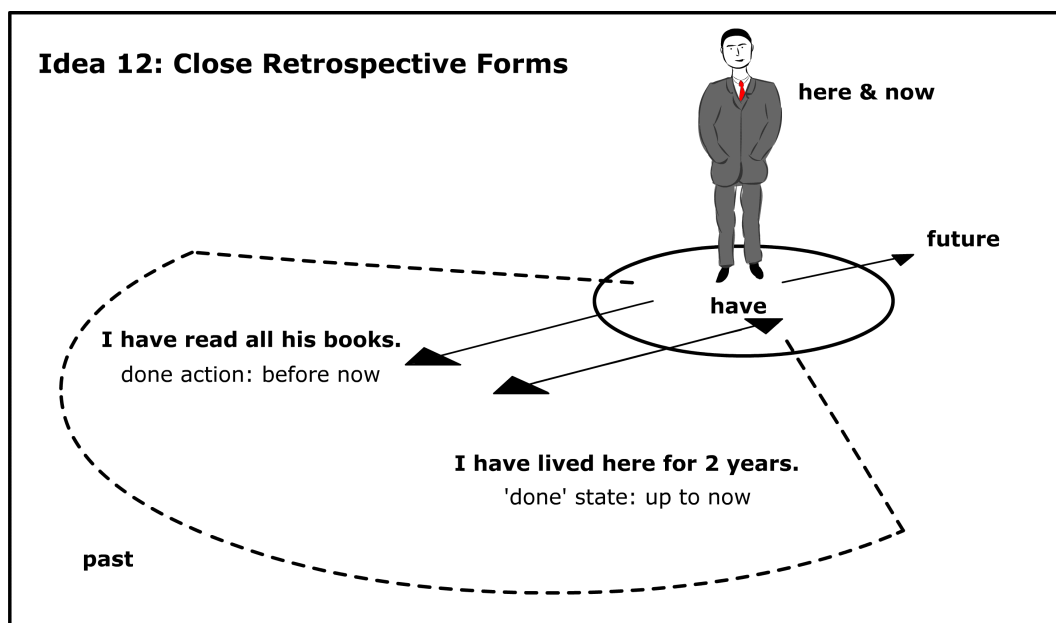 Idea 12: Close Retrospective Forms
here & now
future
have
I have read all his books.
done action: before now
I have lived here for 2 years.
'done' state: up to now
past